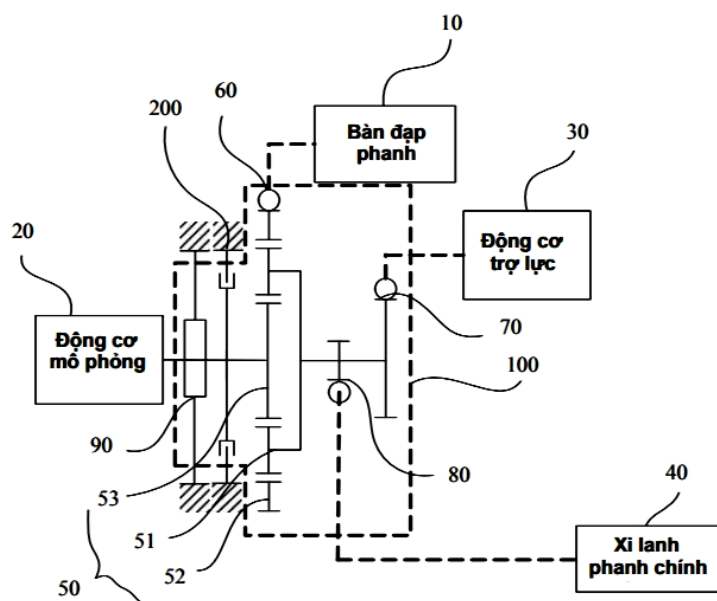 10
60
200
Bàn đạp
phanh
30
20
Động cơ
trợ lực
Động cơ
mô phỏng
70
100
90
80
53
40
51
52
Xi lanh
phanh chính
50